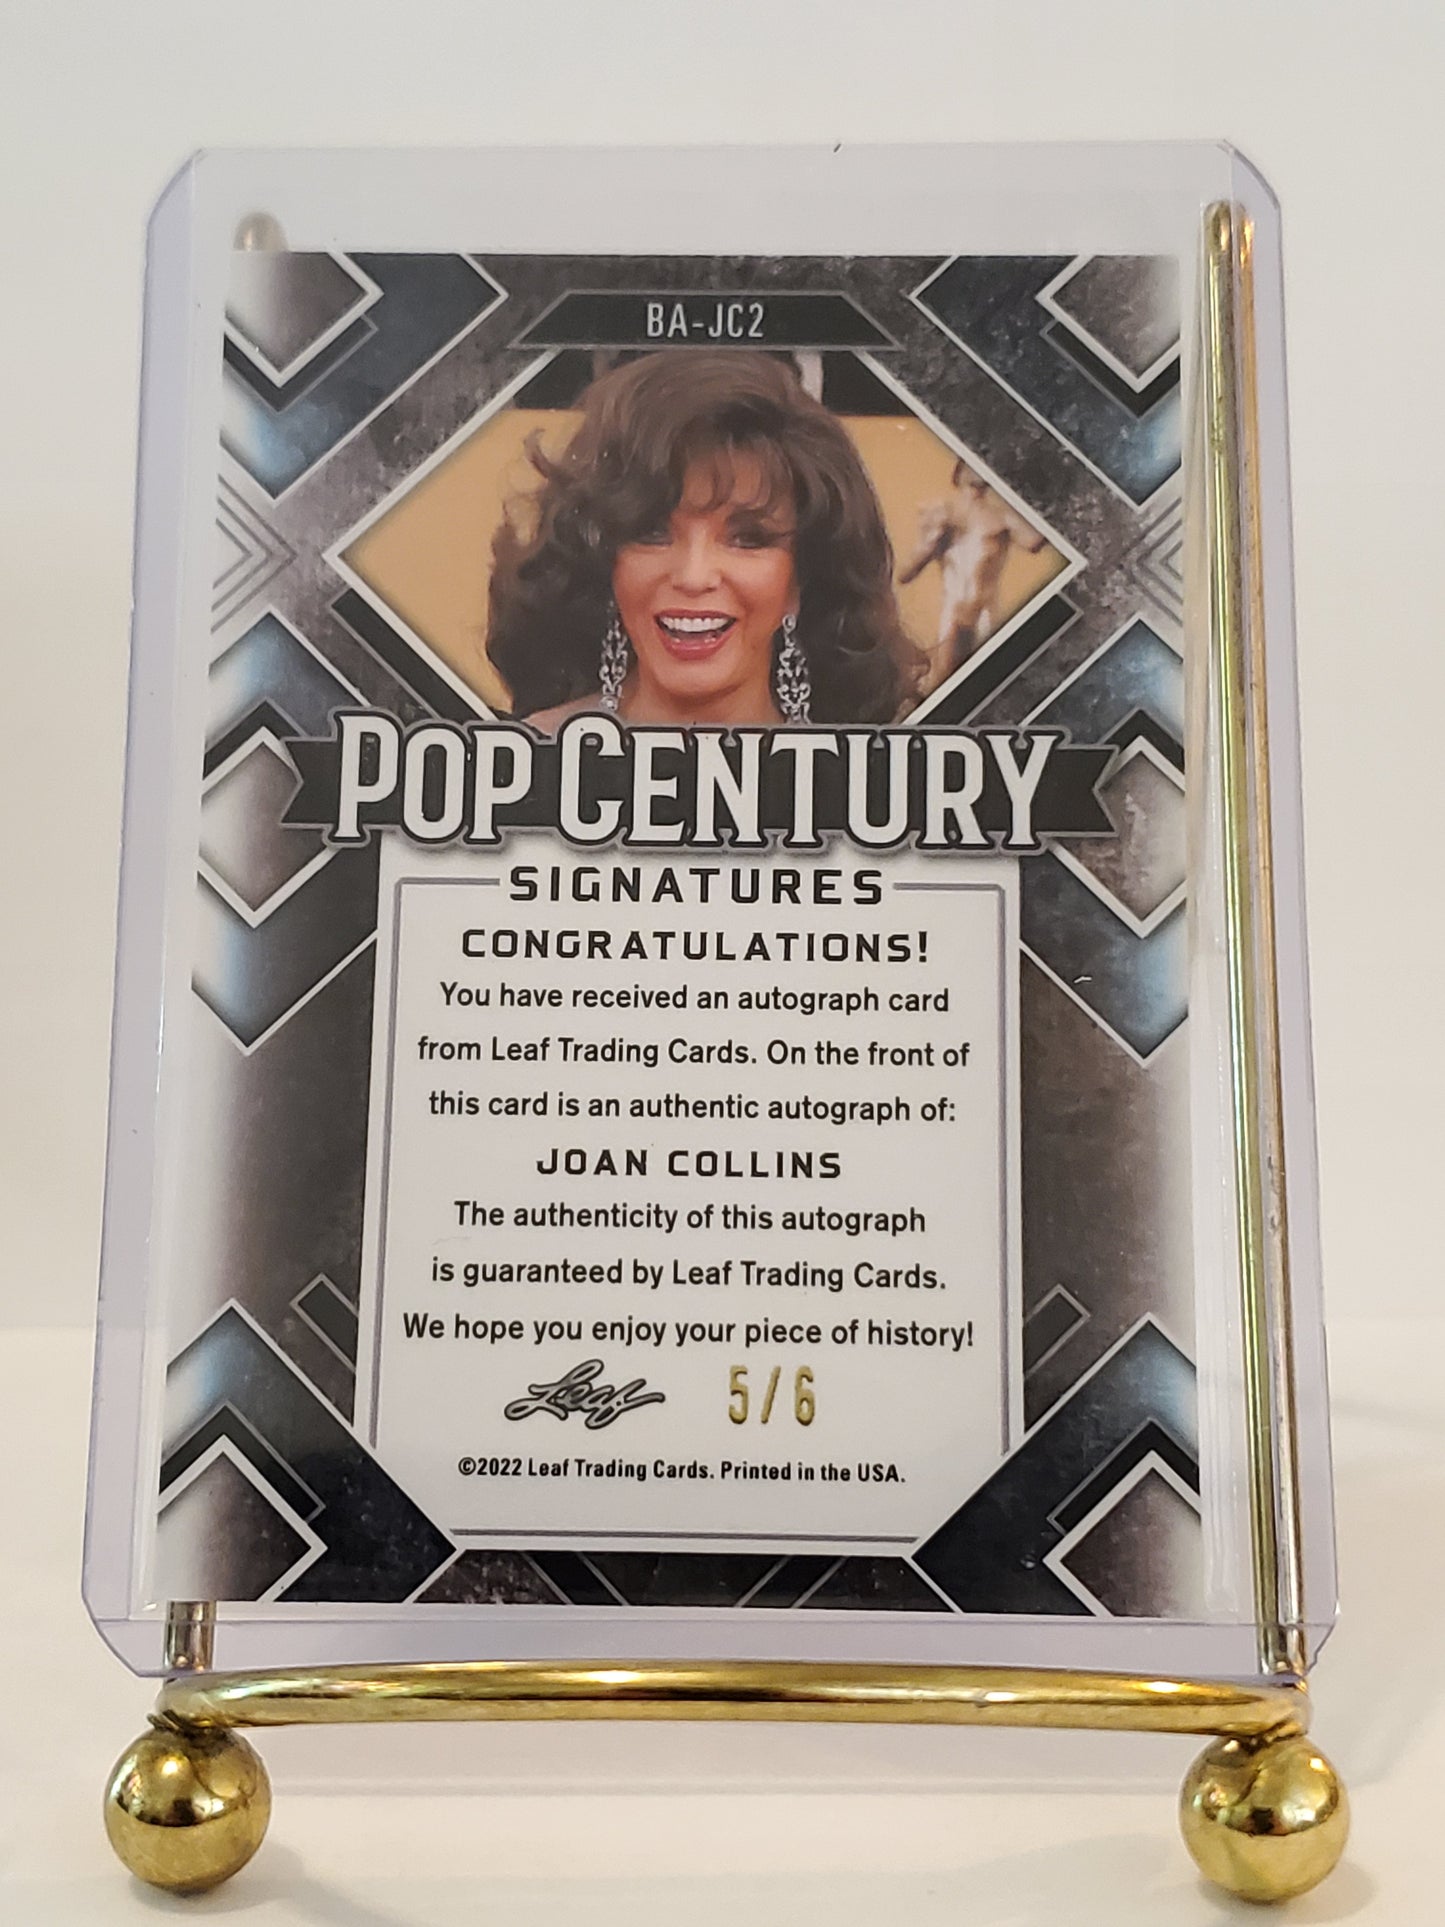 BA-JC2
POP CENTURY
SIGNATURES
CONGRATULATIONS!
You have received an autograph card
from Leaf Trading Cards. On the front of
this card is an authentic autograph of:
JOAN COLLINS
The authenticity of this autograph
is guaranteed by Leaf Trading Cards.
We hope you enjoy your piece of history!
Leaf 5/6
©2022 Leaf Trading Cards. Printed in the USA.